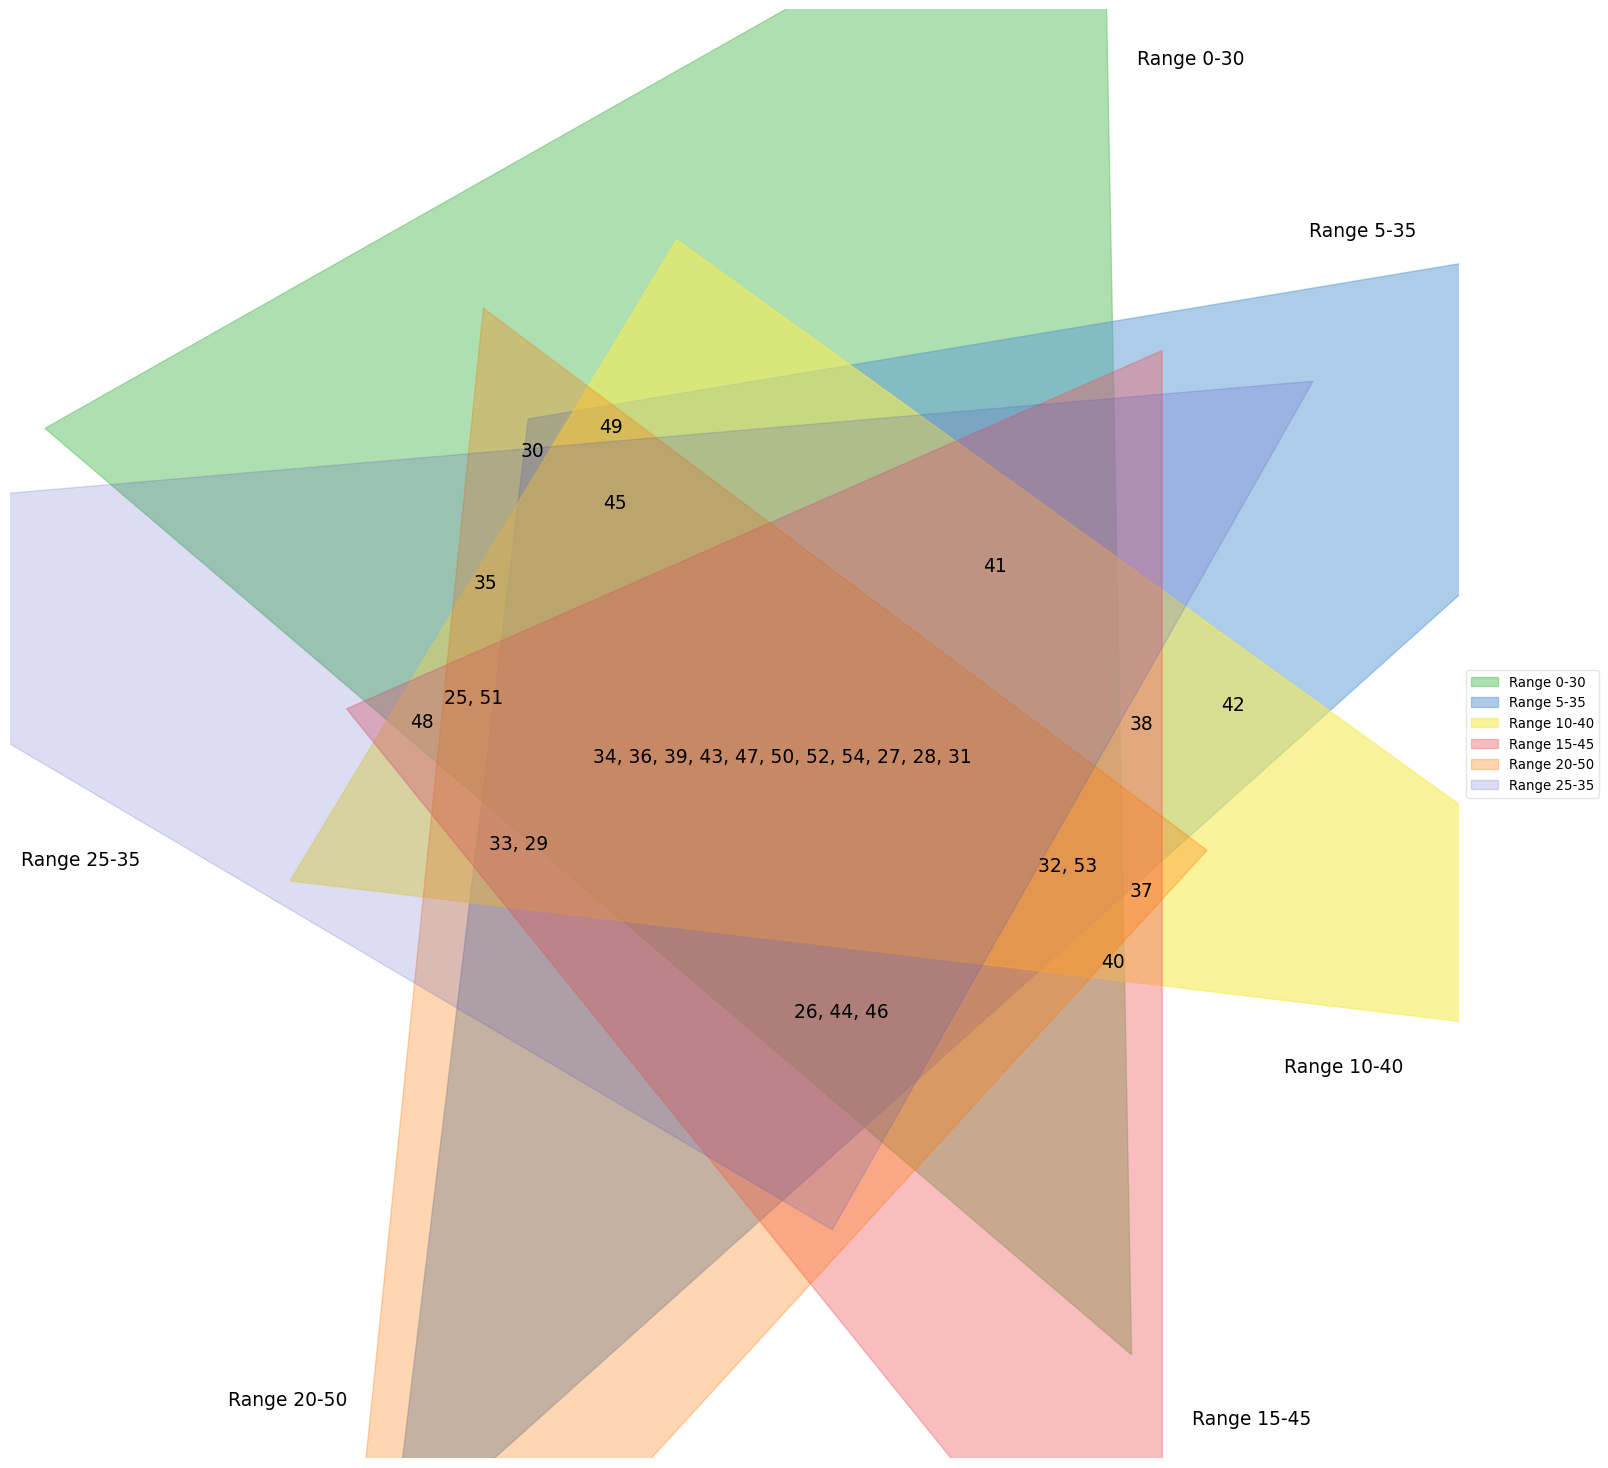 Range 0-30
Range 5-35
49
30
45
41
35
25, 51
48
42
38
34, 36, 39, 43, 47, 50, 52, 54, 27, 28, 31
33, 29
32, 53
37
40
26, 44, 46
Range 25-35
Range 10-40
Range 20-50
Range 15-45
Range 0-30
Range 5-35
Range 10-40
Range 15-45
Range 20-50
Range 25-35